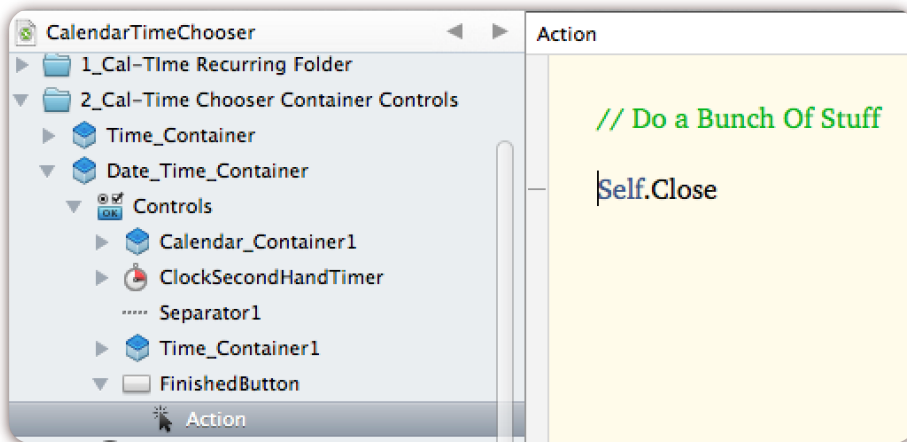 CalendarTimeChooser
1_Cal-TIme Recurring Folder
2_Cal-Time Chooser Container Controls
Time_Container
Date_Time_Container
OK
Controls
Calendar_Container1
ClockSecondHandTimer
Separator1
Time_Container1
FinishedButton
Action
Action
// Do a Bunch Of Stuff
Self.Close